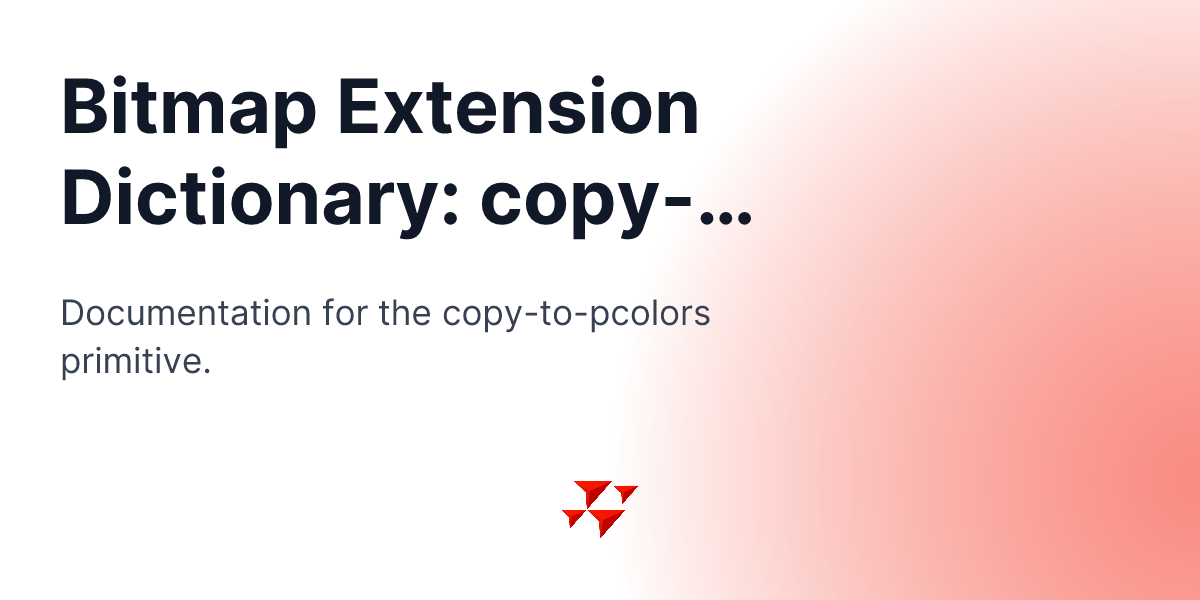 Bitmap Extension
Dictionary: copy-...
Documentation for the copy-to-pcolors
primitive.